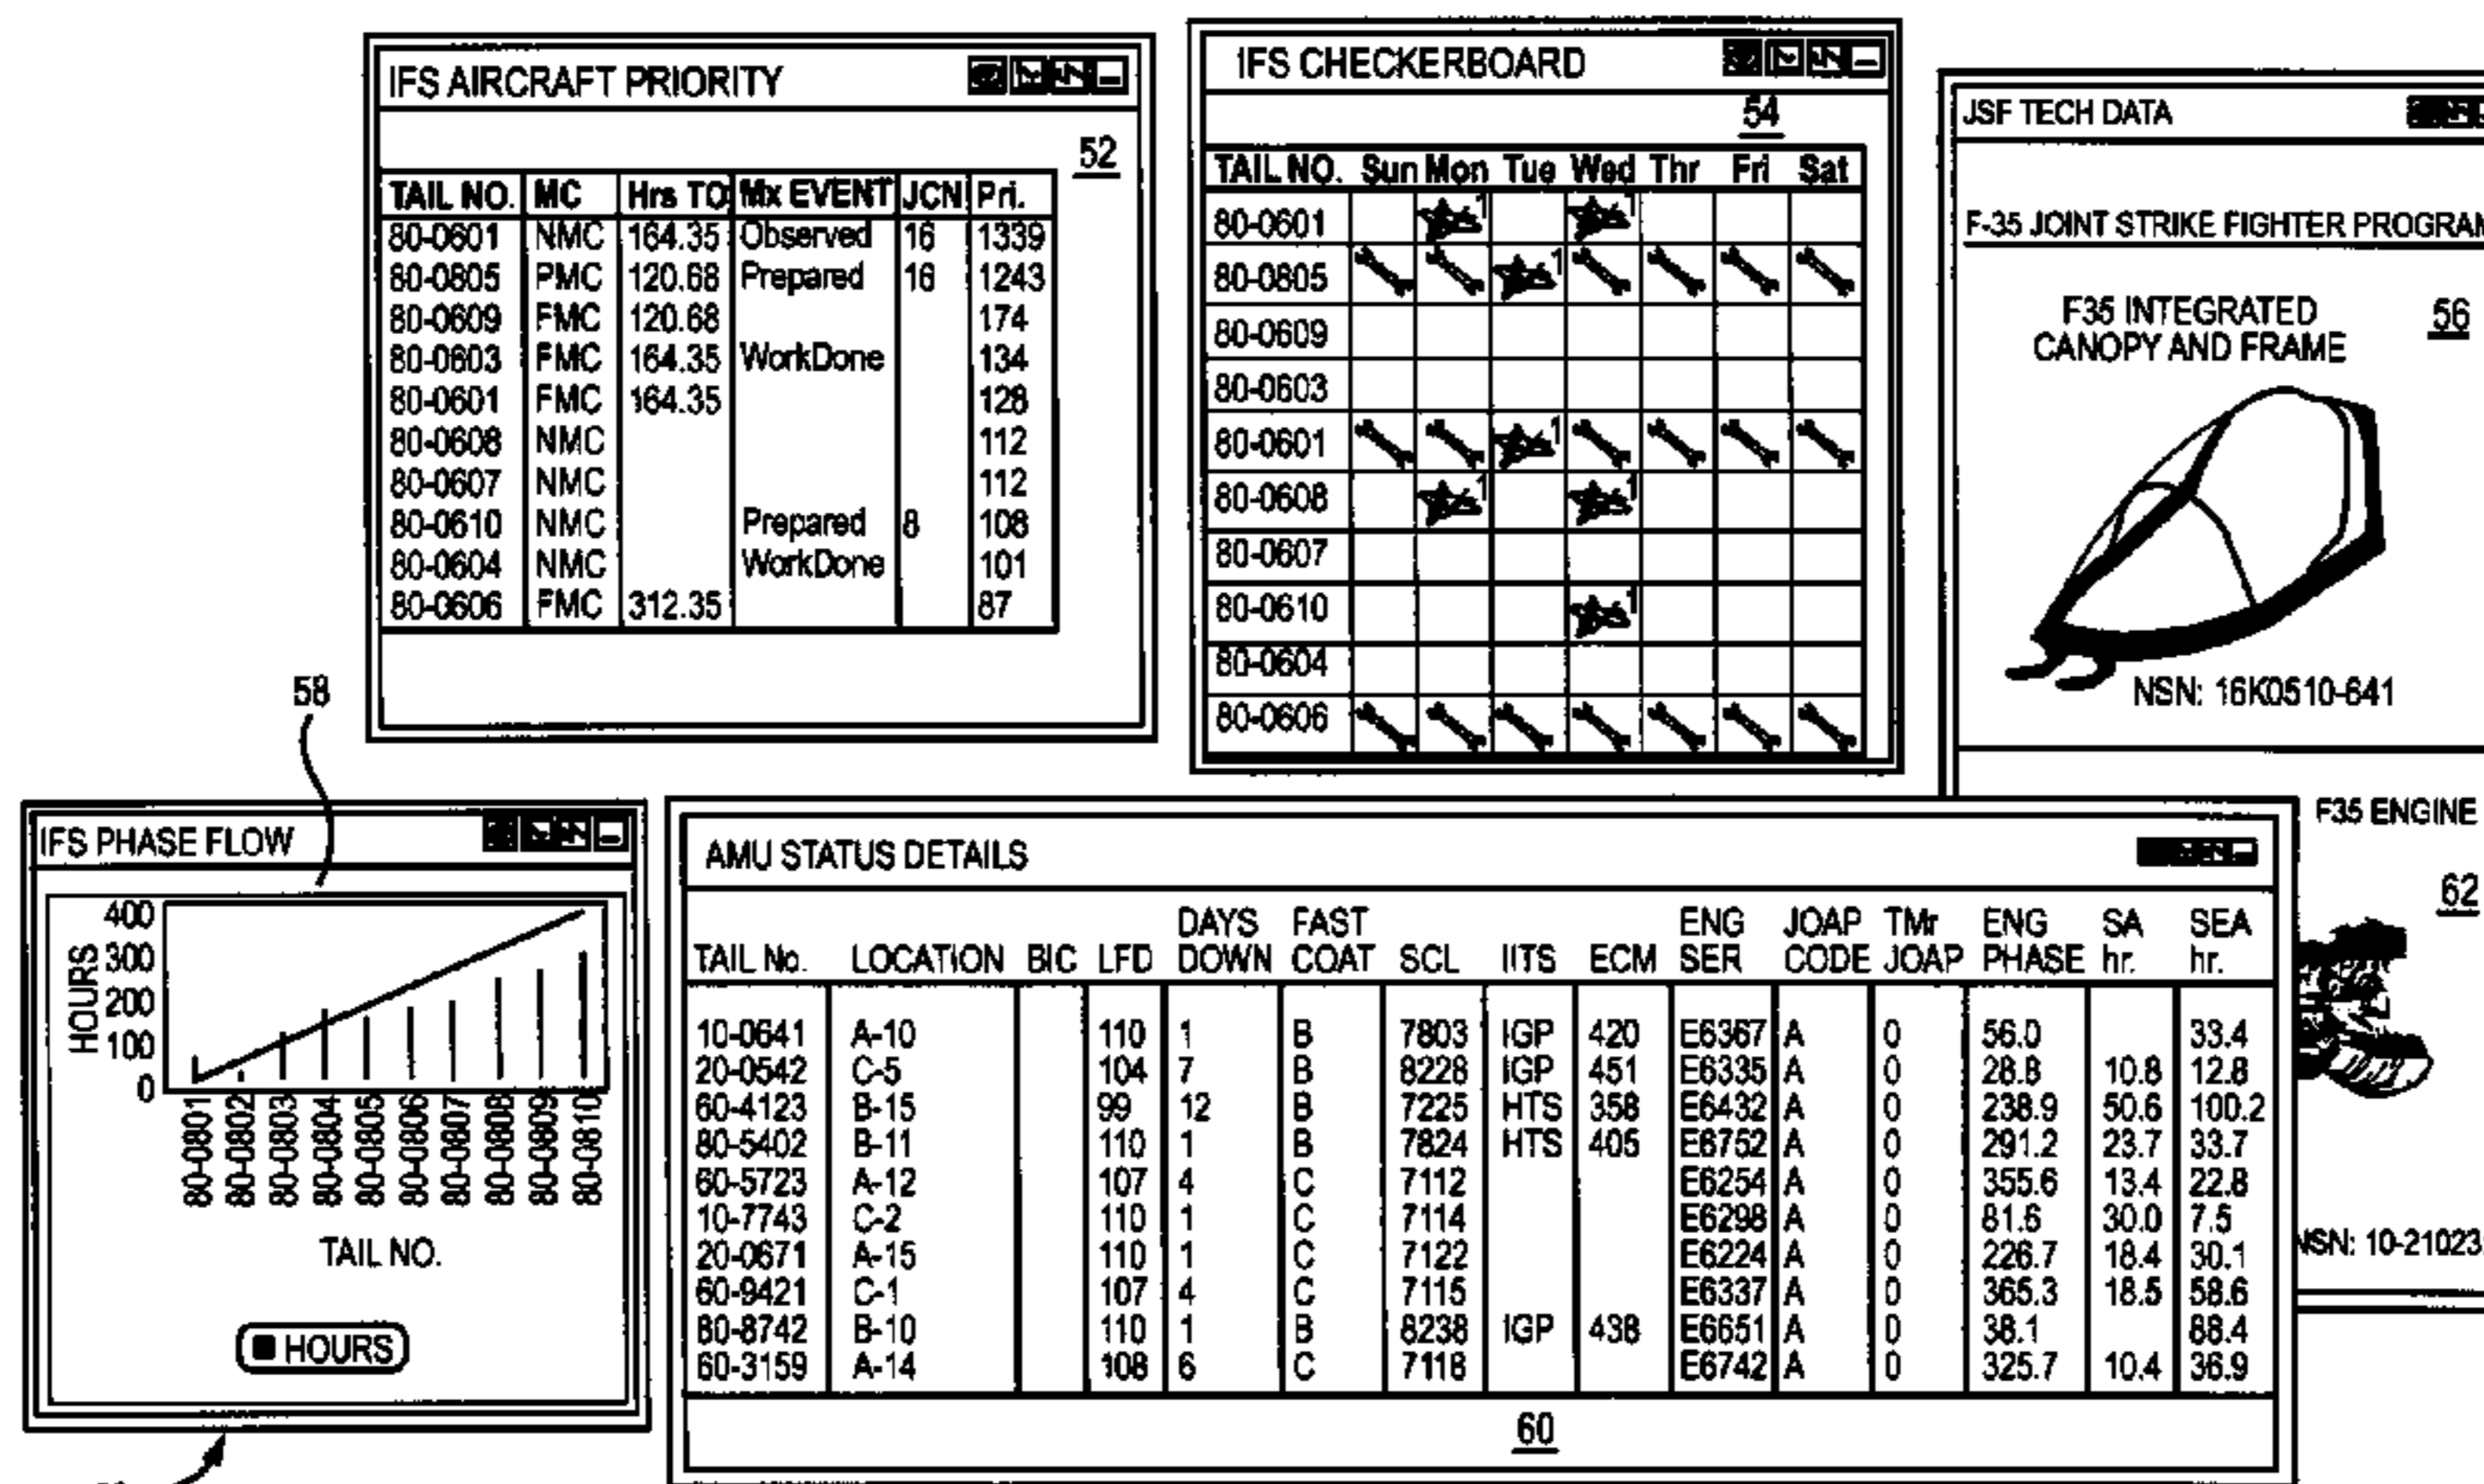 IFS AIRCRAFT PRIORITY
52
TAIL NO. MC Hrs TO Mx EVENT JCN Pri.
80-0601 NMC 164.35 Observed 16 1339
80-0805 PMC 120.68 Prepared 16 1243
80-0609 FMC 120.68 174
80-0603 FMC 164.35 WorkDone 134
80-0601 FMC 164.35 128
80-0608 NMC 112
80-0607 NMC 112
80-0610 NMC Prepared 8 108
80-0604 NMC WorkDone 101
80-0606 FMC 312.35 87
IFS CHECKERBOARD
54
TAIL NO. Sun Mon Tue Wed Thr Fri Sat
80-0601 1 1
80-0805 1
80-0609
80-0603
80-0601 1
80-0608 1 1
80-0607
80-0610 1
80-0604
80-0606
JSF TECH DATA
F-35 JOINT STRIKE FIGHTER PROGRAM
F35 INTEGRATED
CANOPY AND FRAME
56
NSN: 16K0510-641
58
IFS PHASE FLOW
HOURS
400
300
200
100
0
80-0801
80-0802
80-0803
80-0804
80-0805
80-0806
80-0807
80-0808
80-0809
80-0810
TAIL NO.
HOURS
AMU STATUS DETAILS
DAYS FAST ENG JOAP TMr ENG SA SEA
TAIL No. LOCATION BIC LFD DOWN COAT SCL IITS ECM SER CODE JOAP PHASE hr. hr.
10-0641 A-10 110 1 B 7803 IGP 420 E6367 A 0 56.0 33.4
20-0542 C-5 104 7 B 8228 IGP 451 E6335 A 0 28.8 10.8 12.8
60-4123 B-15 99 12 B 7225 HTS 358 E6432 A 0 238.9 50.6 100.2
80-5402 B-11 110 1 B 7824 HTS 405 E6752 A 0 291.2 23.7 33.7
60-5723 A-12 107 4 C 7112 E6254 A 0 355.6 13.4 22.8
10-7743 C-2 110 1 C 7114 E6298 A 0 81.6 30.0 7.5
20-0671 A-15 110 1 C 7122 E6224 A 0 226.7 18.4 30.1
60-9421 C-1 107 4 C 7115 E6337 A 0 365.3 18.5 58.6
80-8742 B-10 110 1 B 8238 IGP 438 E6651 A 0 38.1 88.4
60-3159 A-14 108 6 C 7118 E6742 A 0 325.7 10.4 36.9
60
F35 ENGINE
62
NSN: 10-21023